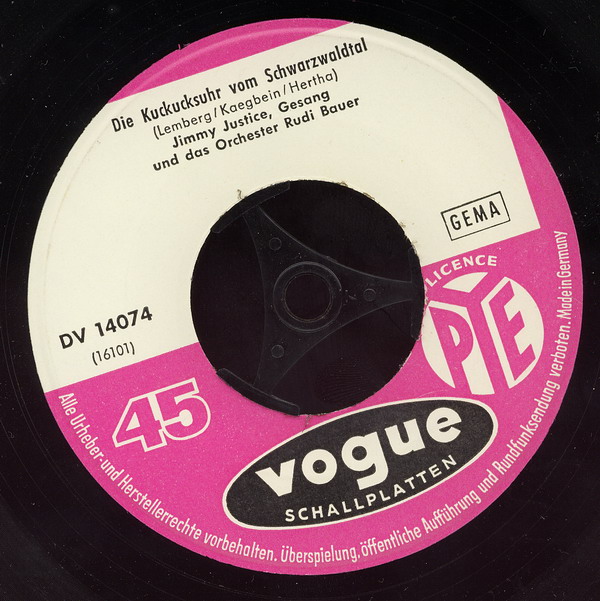 Die Kuckucksuhr vom Schwarzwaldtal
(Lemberg/Kaegbein/Hertha)
Jimmy Justice, Gesang
und das Orchester Rudi Bauer
GEMA
DV 14074
(16101)
LICENCE
PYE
45
vogue
SCHALLPLATTEN
Alle Urheber-und Herstellerrechte vorbehalten. Überspielung, öffentliche Aufführung und Rundfunksendung verboten. Made in Germany